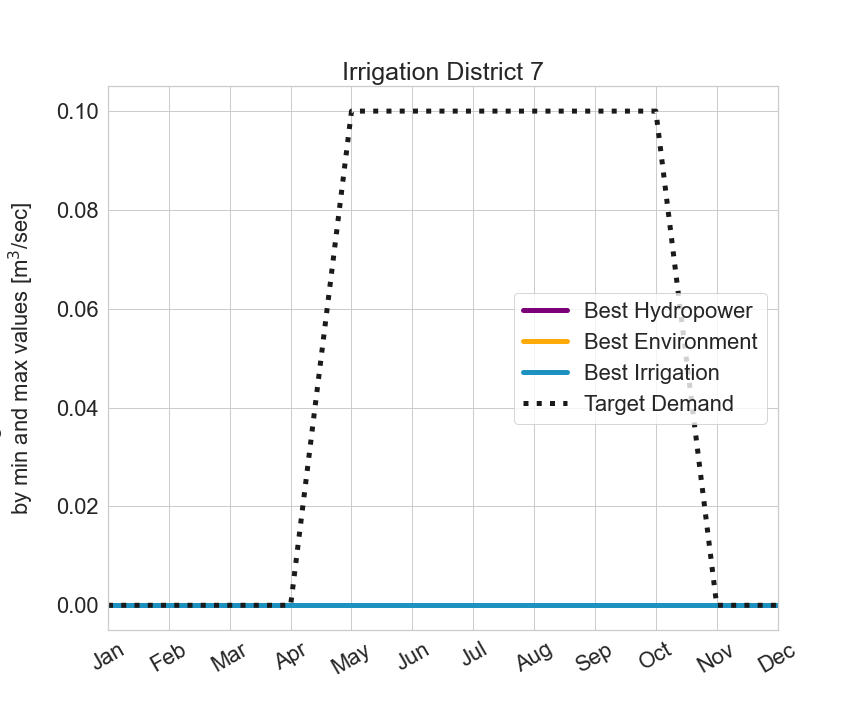 Irrigation District 7
by min and max values [m³/sec]
0.10
0.08
0.06
0.04
0.02
0.00
Best Hydropower
Best Environment
Best Irrigation
Target Demand
Jan Feb Mar Apr May Jun Jul Aug Sep Oct Nov Dec